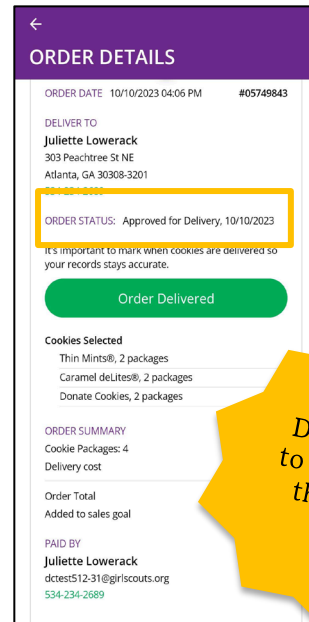 ←
ORDER DETAILS
ORDER DATE 10/10/2023 04:06 PM #05749843
DELIVER TO
Juliette Lowerack
303 Peachtree St NE
Atlanta, GA 30308-3201
ORDER STATUS: Approved for Delivery, 10/10/2023
It's important to mark when cookies are delivered so
your records stays accurate.
Order Delivered
Cookies Selected
Thin Mints®, 2 packages
Caramel deLites®, 2 packages
Donate Cookies, 2 packages
ORDER SUMMARY
Cookie Packages: 4
Delivery cost
Order Total
Added to sales goal
PAID BY
Juliette Lowerack
dctest512-31@girlscouts.org
534-234-2689
D
to
th